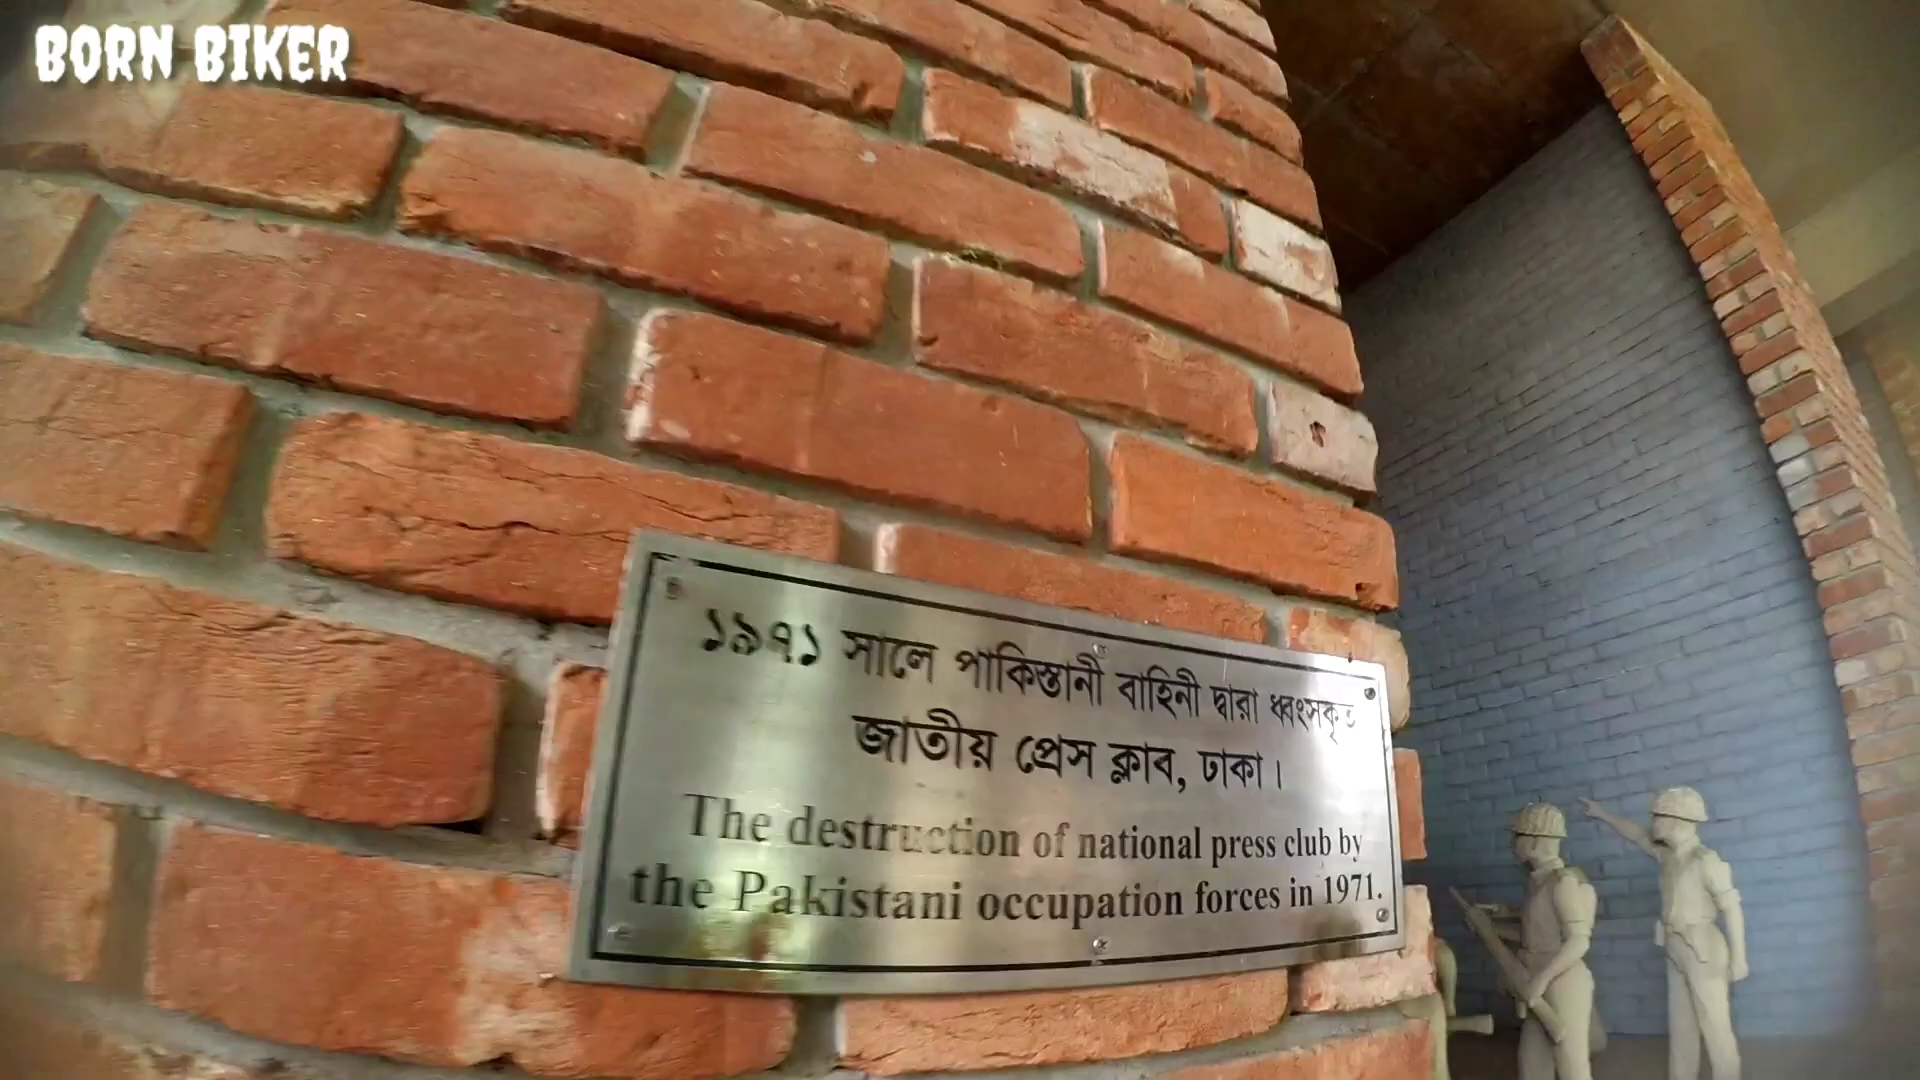 BORN BIKER
১৯৭১ সালে পাকিস্তানী বাহিনী দ্বারা ধ্বংসকৃত
জাতীয় প্রেস ক্লাব, ঢাকা।
The destruction of national press club by
the Pakistani occupation forces in 1971.